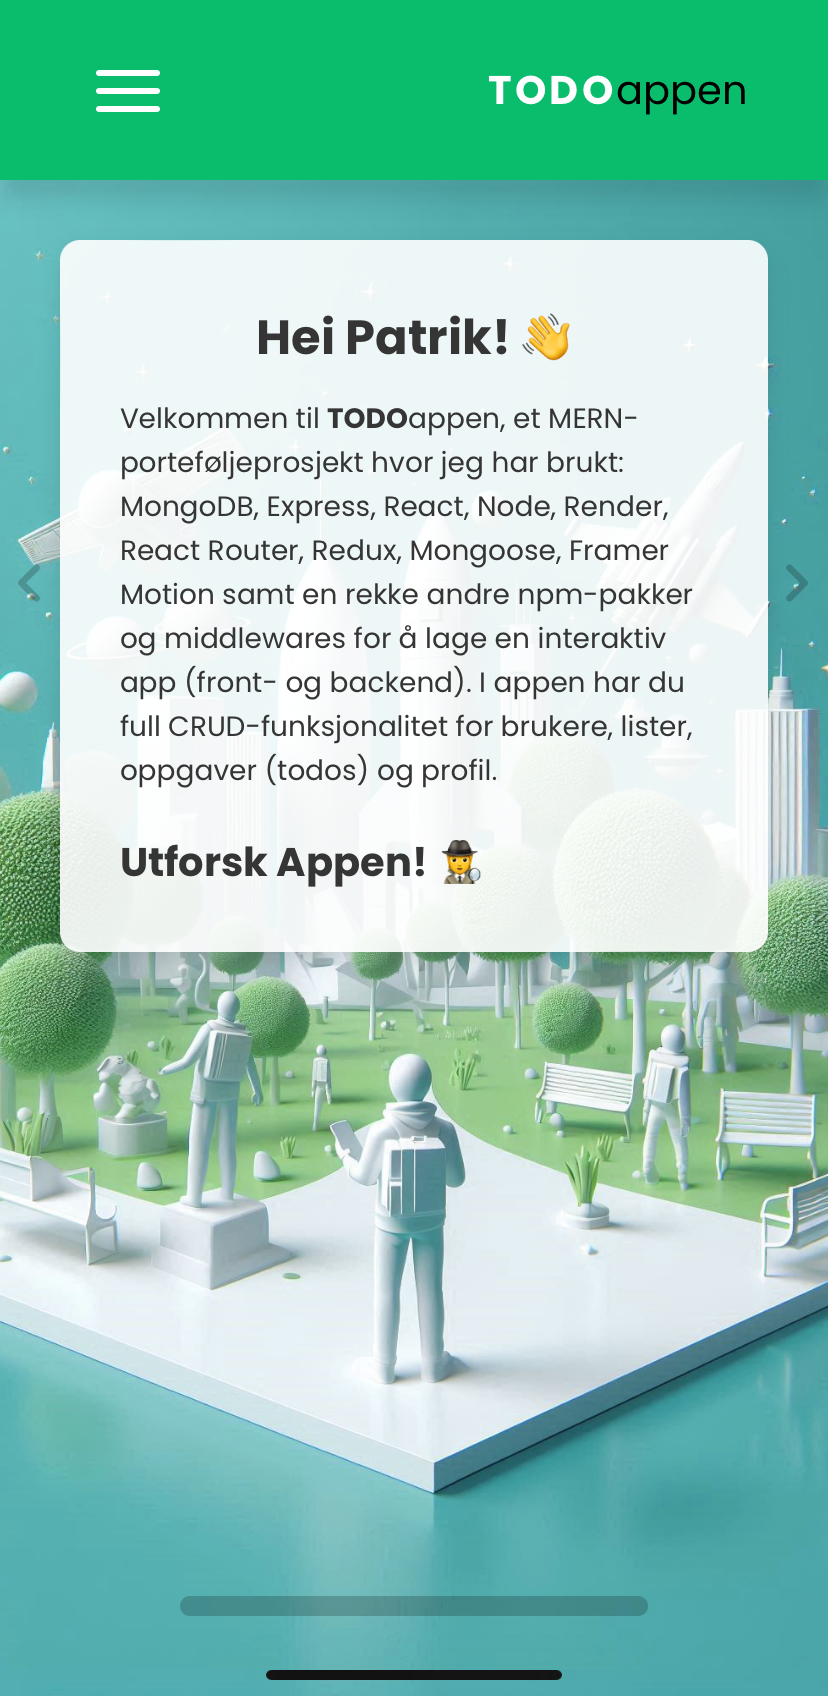 TODOappen
Hei Patrik! 👋
Velkommen til TODOappen, et MERN-
porteføljeprosjekt hvor jeg har brukt:
MongoDB, Express, React, Node, Render,
React Router, Redux, Mongoose, Framer
Motion samt en rekke andre npm-pakker
og middlewares for å lage en interaktiv
app (front- og backend). I appen har du
full CRUD-funksjonalitet for brukere, lister,
oppgaver (todos) og profil.
Utforsk Appen! 🕵️